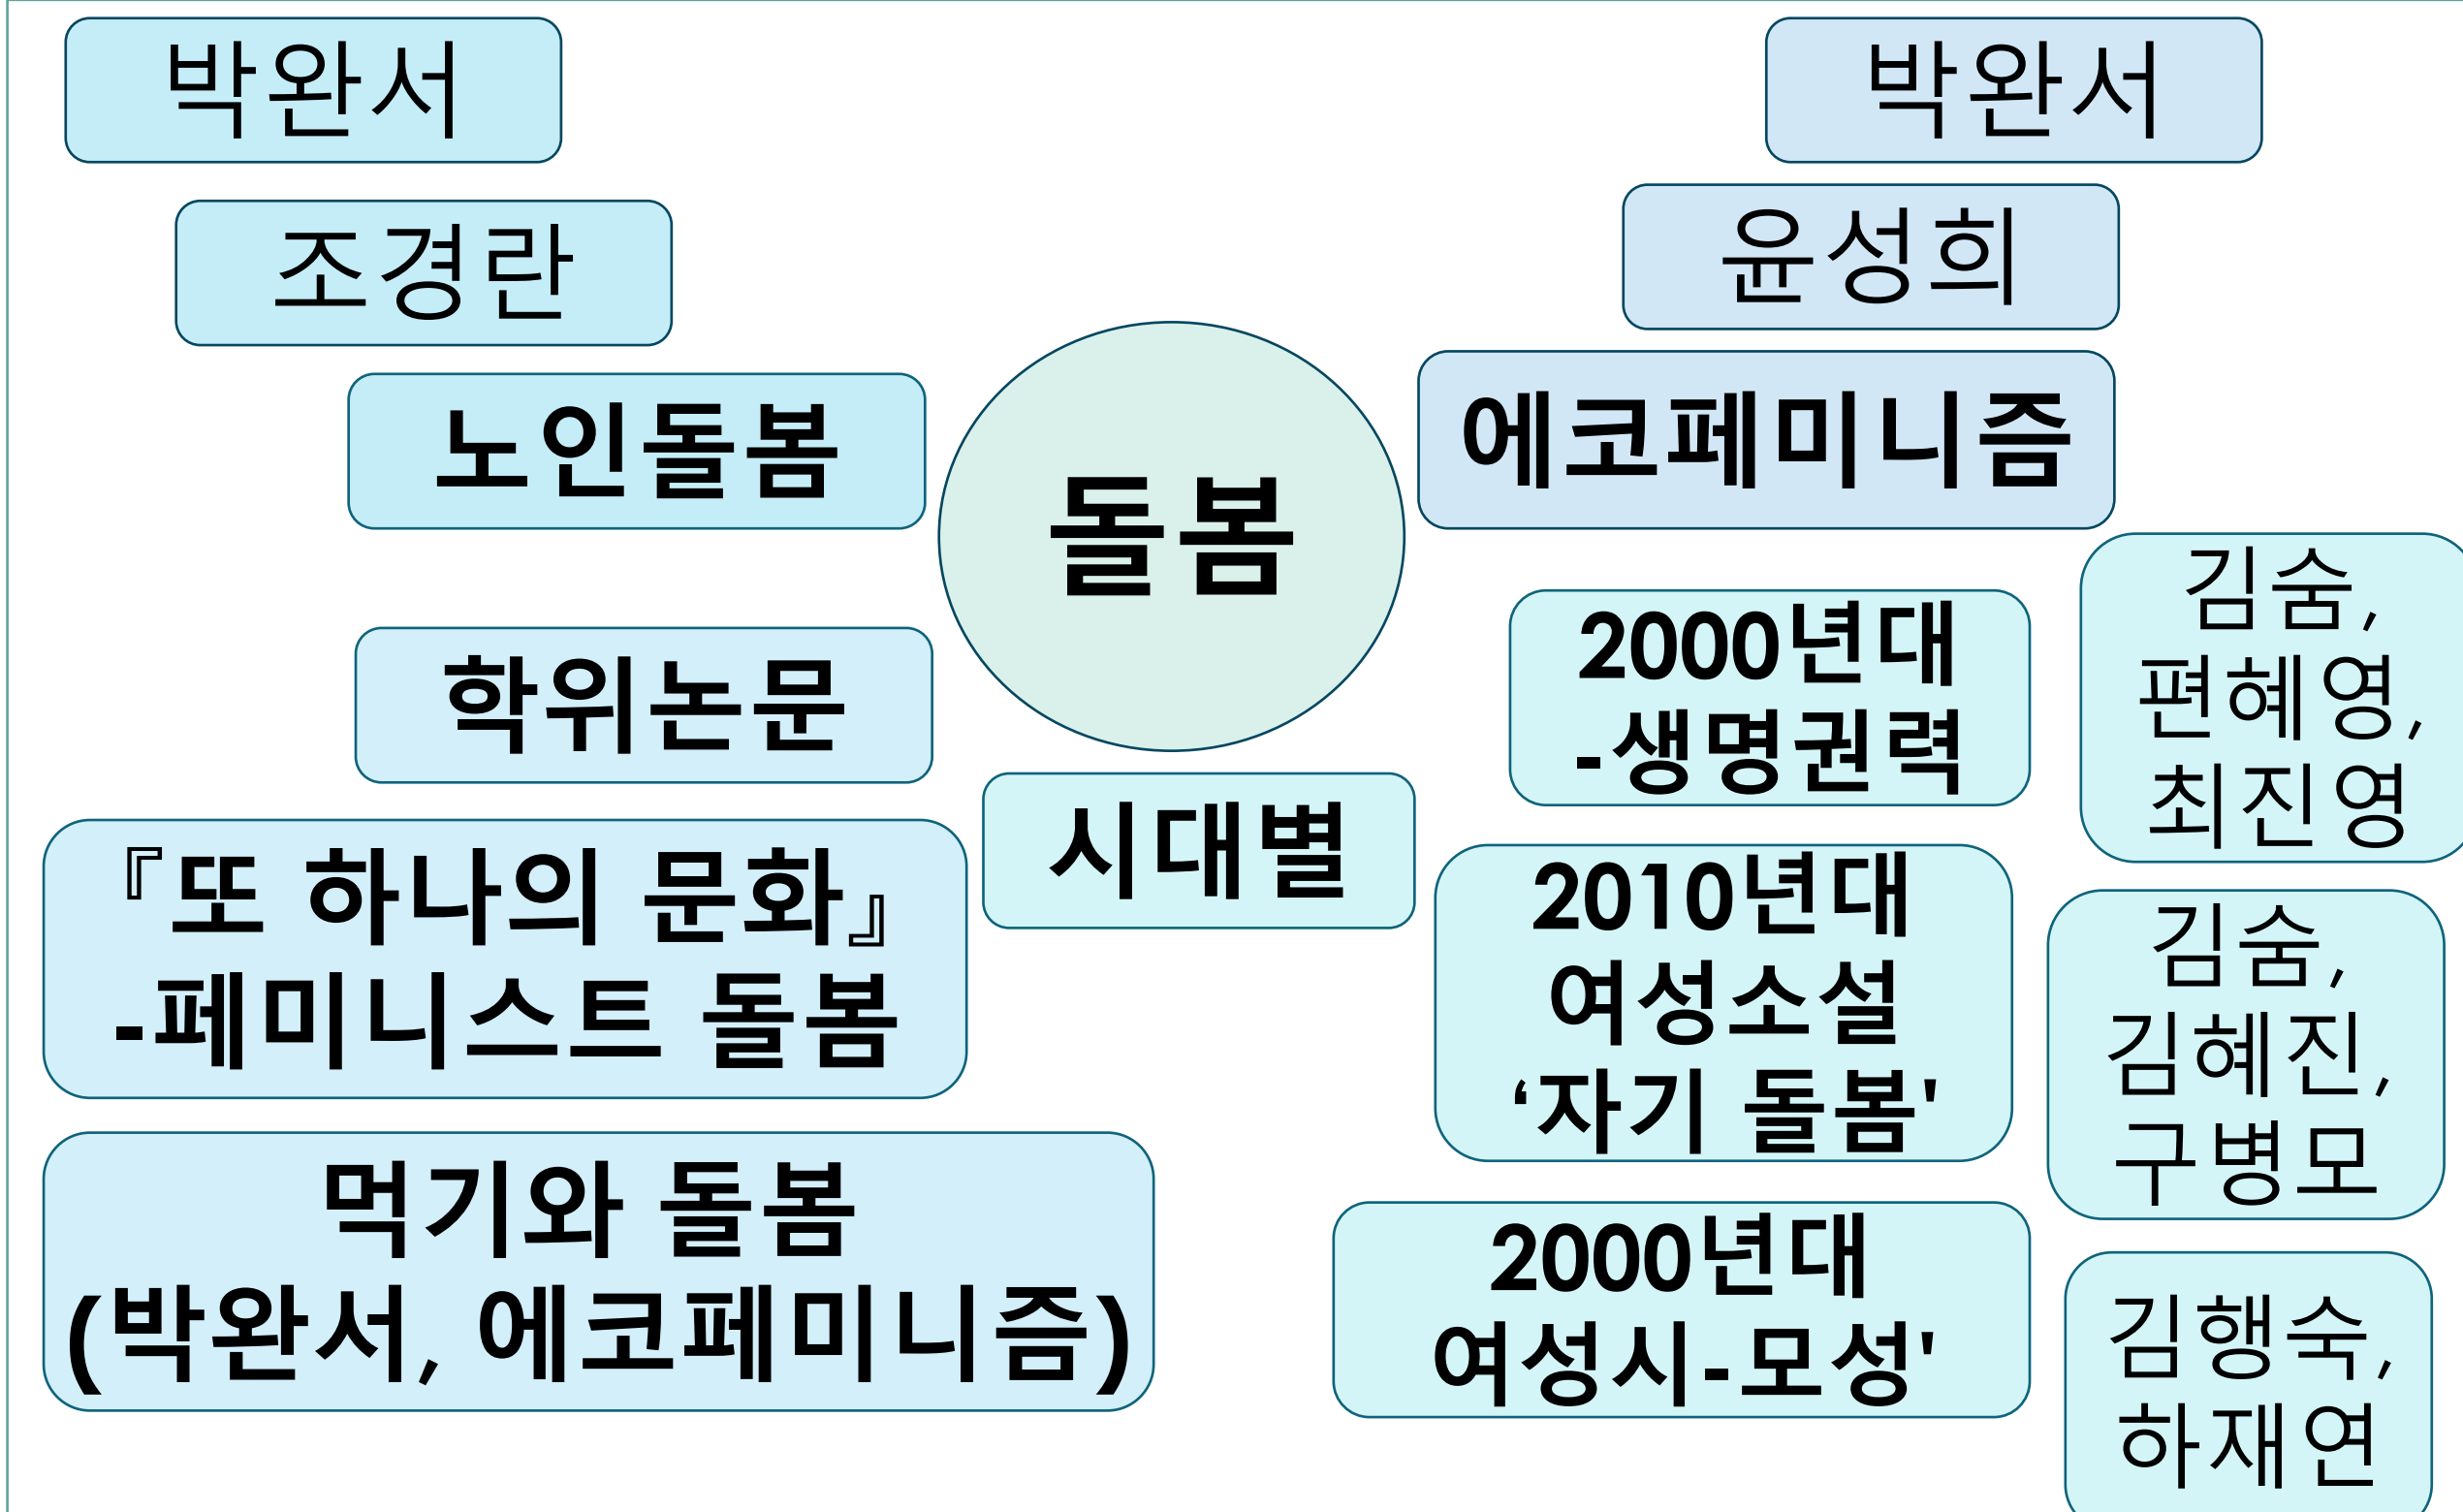 박완서
조경란
노인돌봄
돌봄
박완서
윤성희
에코페미니즘
학위논문
『또 하나의 문화』
-페미니스트 돌봄
먹기와 돌봄
(박완서, 에코페미니즘)
시대별
2000년대
-생명권력
김숨,
편혜영,
최진영
2010년대
여성소설
‘자기 돌봄'
김숨,
김혜진,
구병모
2000년대
여성시-모성'
김행숙,
하재연